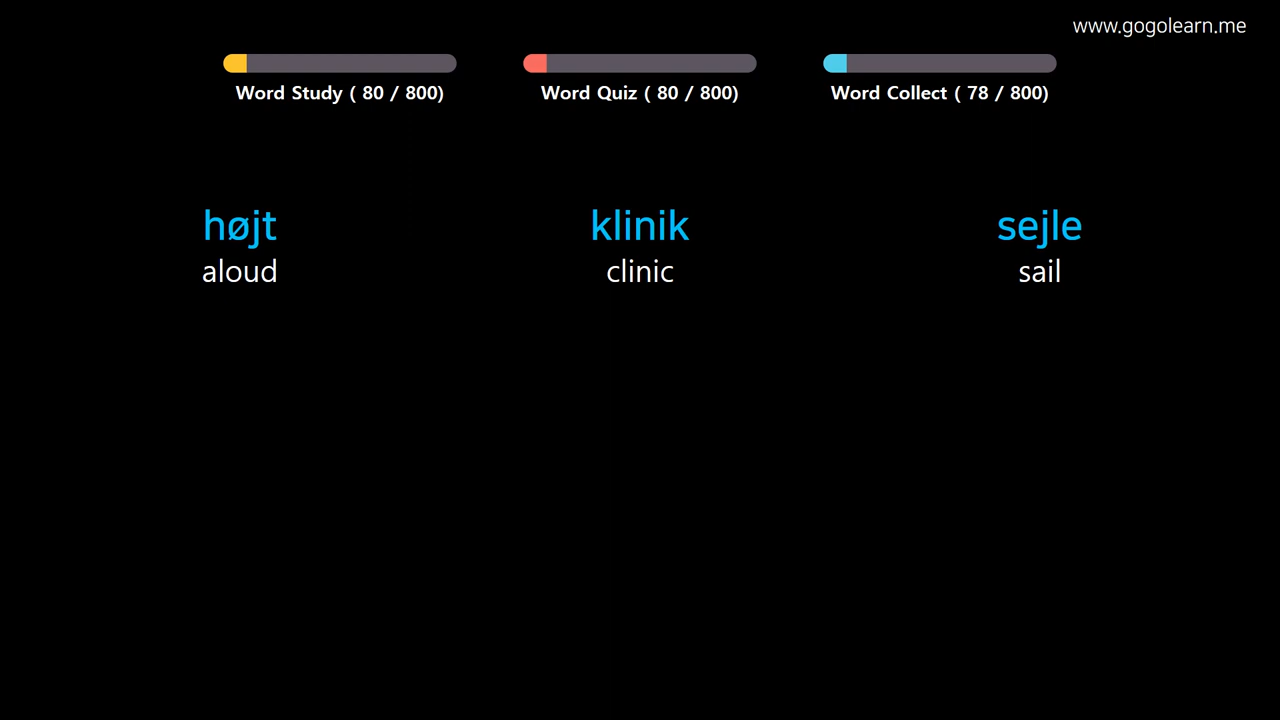 www.gogolearn.me
Word Study ( 80 / 800)
Word Quiz ( 80 / 800)
Word Collect ( 78 / 800)
højt
aloud
klinik
clinic
sejle
sail